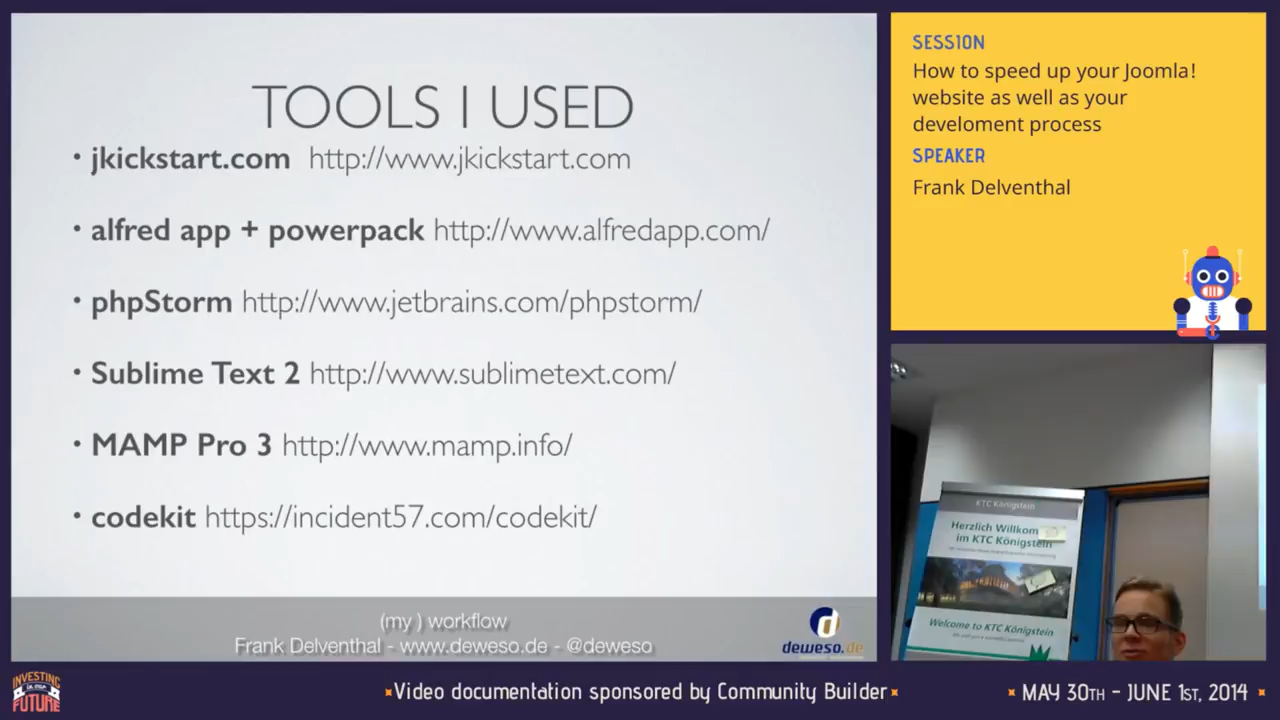 TOOLS I USED
• jkickstart.com http://www.jkickstart.com
• alfred app + powerpack http://www.alfredapp.com/
• phpStorm http://www.jetbrains.com/phpstorm/
• Sublime Text 2 http://www.sublimetext.com/
• MAMP Pro 3 http://www.mamp.info/
• codekit https://incident57.com/codekit/
(my ) workflow
Frank Delventhal - www.deweso.de - @deweso
d
deweso.de
SESSION
How to speed up your Joomla!
website as well as your
develoment process
SPEAKER
Frank Delventhal
KTC Königstein
Herzlich Willkom
im KTC Königstein
Welcome to KTC Königstein
INVESTING
IN OUR
FUTURE
Video documentation sponsored by Community Builder
MAY 30TH - JUNE 1ST, 2014